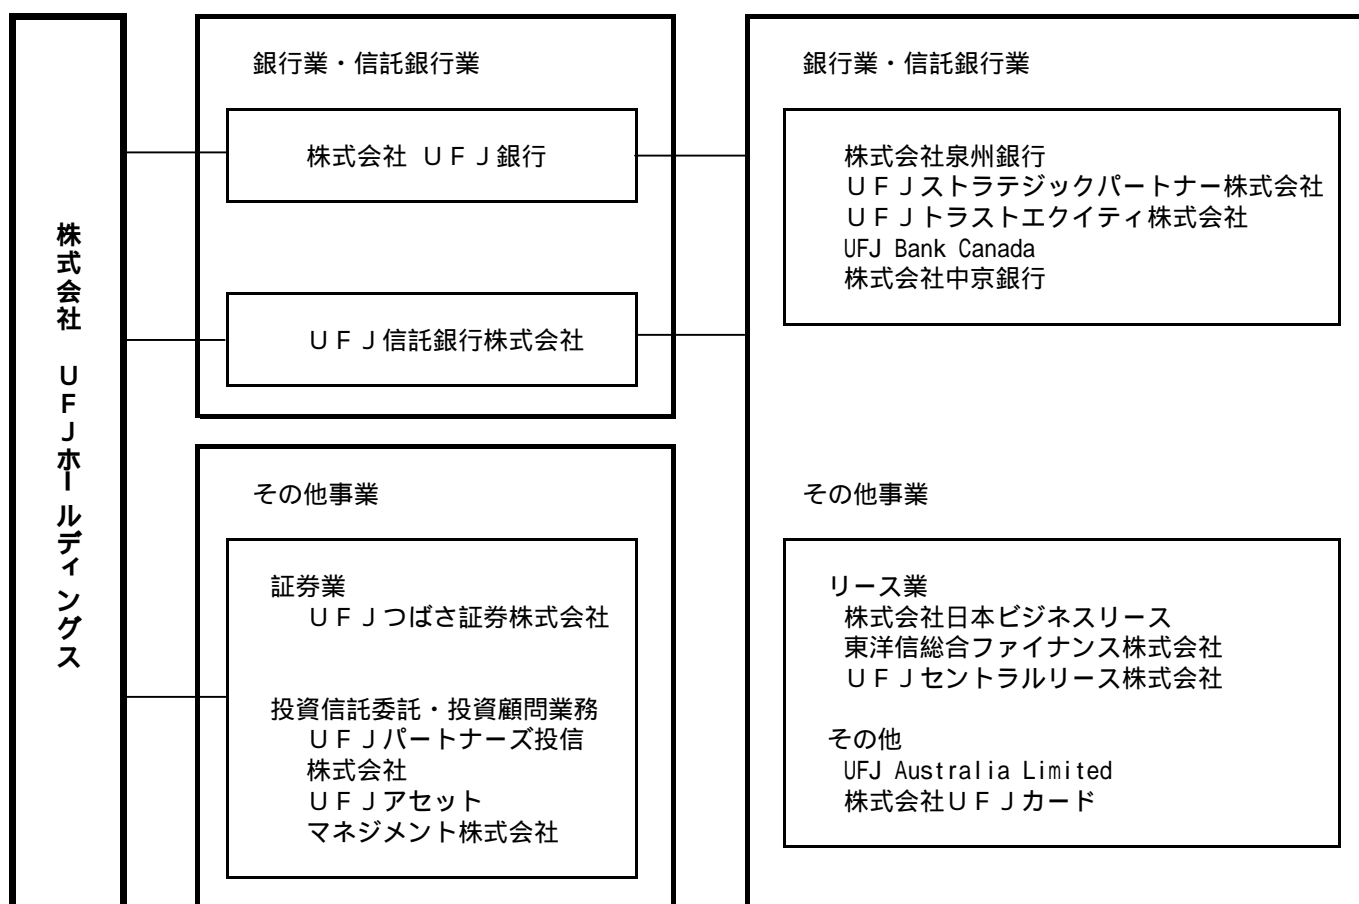 株式会社 ＵＦＪホールディングス
銀行業・信託銀行業
株式会社 ＵＦＪ銀行
ＵＦＪ信託銀行株式会社
その他事業
証券業
ＵＦＪつばさ証券株式会社
投資信託委託・投資顧問業務
ＵＦＪパートナーズ投信
株式会社
ＵＦＪアセット
マネジメント株式会社
銀行業・信託銀行業
株式会社泉州銀行
ＵＦＪストラテジックパートナー株式会社
ＵＦＪトラストエクイティ株式会社
UFJ Bank Canada
株式会社中京銀行
その他事業
リース業
株式会社日本ビジネスリース
東洋信総合ファイナンス株式会社
ＵＦＪセントラルリース株式会社
その他
UFJ Australia Limited
株式会社ＵＦＪカード